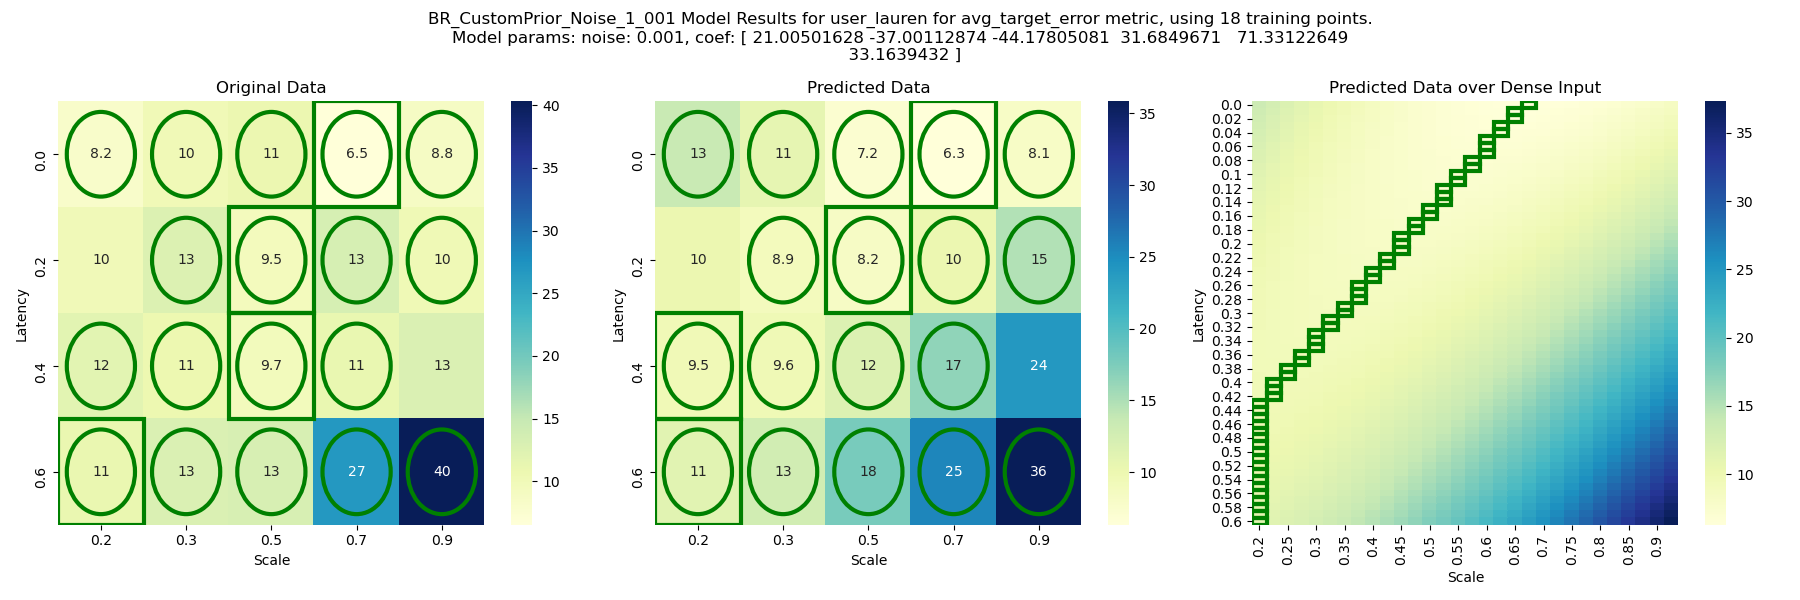 BR_CustomPrior_Noise_1_001 Model Results for user_lauren for avg_target_error metric, using 18 training points.
Model params: noise: 0.001, coef: [ 21.00501628 -37.00112874 -44.17805081  31.6849671   71.33122649
33.1639432 ]
Original Data
Latency
0.0
0.2
0.4
0.6
8.2 10 11 6.5 8.8
10 13 9.5 13 10
12 11 9.7 11 13
11 13 13 27 40
0.2 0.3 0.5 0.7 0.9
Scale
40
35
30
25
20
15
10
Predicted Data
Latency
0.0
0.2
0.4
0.6
13 11 7.2 6.3 8.1
10 8.9 8.2 10 15
9.5 9.6 12 17 24
11 13 18 25 36
0.2 0.3 0.5 0.7 0.9
Scale
35
30
25
20
15
10
Predicted Data over Dense Input
Latency
0.0
0.02
0.04
0.06
0.08
0.1
0.12
0.14
0.16
0.18
0.2
0.22
0.24
0.26
0.28
0.3
0.32
0.34
0.36
0.38
0.4
0.42
0.44
0.46
0.48
0.5
0.52
0.54
0.56
0.58
0.6
0.2 0.25 0.3 0.35 0.4 0.45 0.5 0.55 0.6 0.65 0.7 0.75 0.8 0.85 0.9
Scale
35
30
25
20
15
10